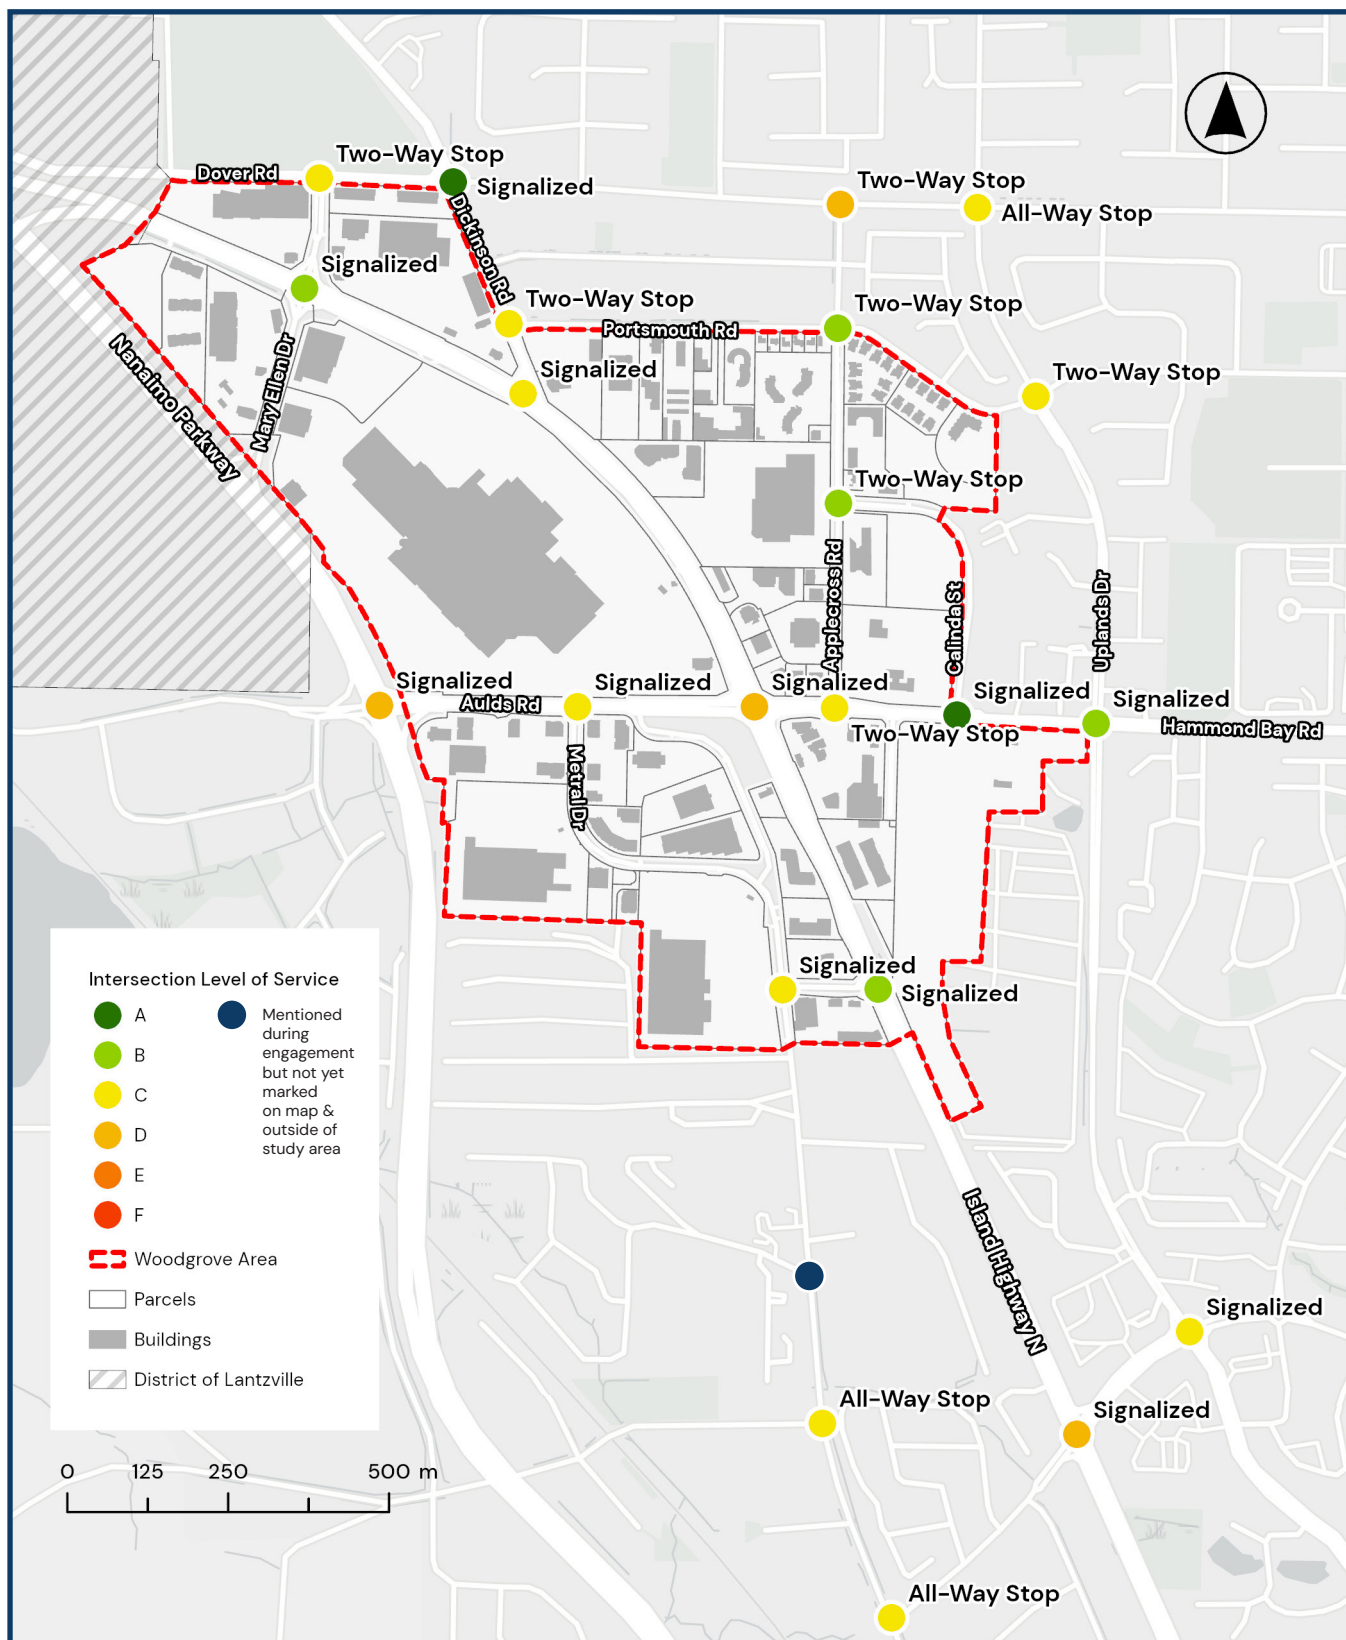 Two-Way Stop
Dover Rd
Signalized
Two-Way Stop
All-Way Stop
Dickinson Rd
Signalized
Two-Way Stop
Two-Way Stop
Portsmouth Rd
Nanaimo Parkway
Mary Ellen Dr
Signalized
Two-Way Stop
Two-Way Stop
Applecross Rd
Calinda St
Uplands Dr
Signalized
Aulds Rd
Signalized
Signalized
Signalized
Two-Way Stop
Signalized
Hammond Bay Rd
Metral Dr
Signalized
Signalized
Intersection Level of Service
A
B
C
D
E
F
Mentioned
during
engagement
but not yet
marked
on map &
outside of
study area
Woodgrove Area
Parcels
Buildings
District of Lantzville
Island Highway N
Signalized
All-Way Stop
Signalized
0 125 250 500 m
All-Way Stop